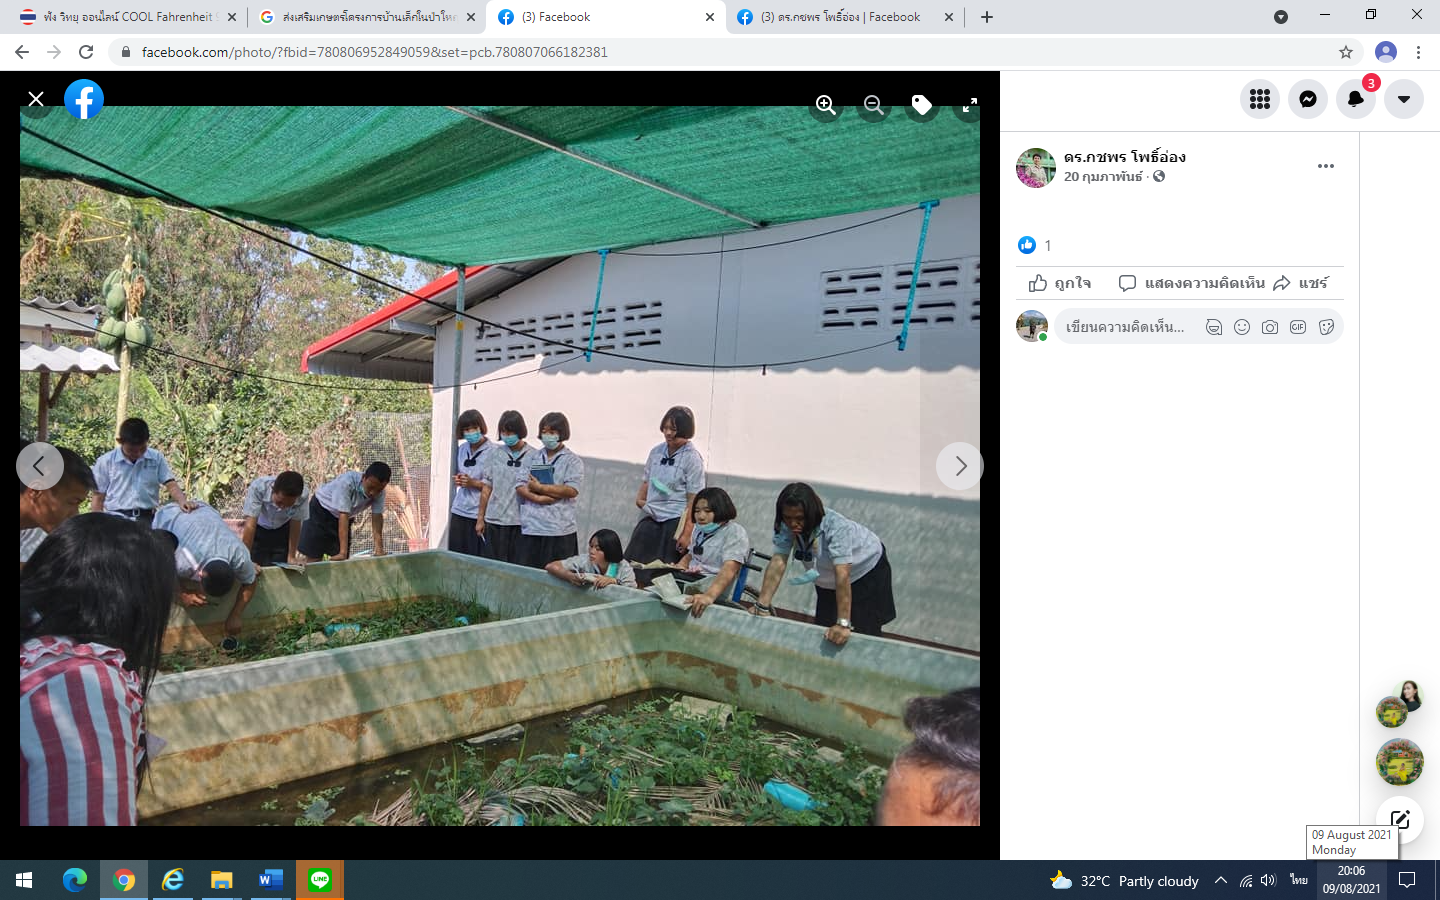 ฟัง วิทยุ ออนไลน์ COOL Fahrenheit
ส่งเสริมเกษตรโครงการบ้านเล็กในป่าใหญ่
(3) Facebook
(3) ดร.กชพร โพธิ์อ่อง | Facebook
facebook.com/photo/?fbid=780806952849059&set=pcb.780807066182381
3
ดร.กชพร โพธิ์อ่อง
20 กุมภาพันธ์ ·
1
ถูกใจ
แสดงความคิดเห็น
แชร์
เขียนความคิดเห็น...
GIF
09 August 2021
Monday
32°C Partly cloudy
ไทย
20:06
09/08/2021
W
LINE